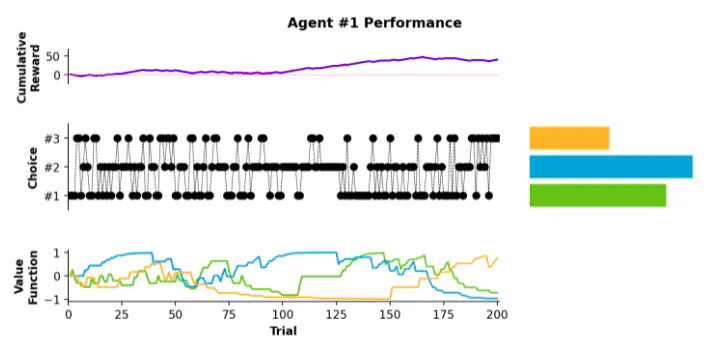 Agent #1 Performance
Cumulative
Reward
50
0
Choice
#3
#2
#1
Value
Function
1
0
−1
0 25 50 75 100 125 150 175 200
Trial